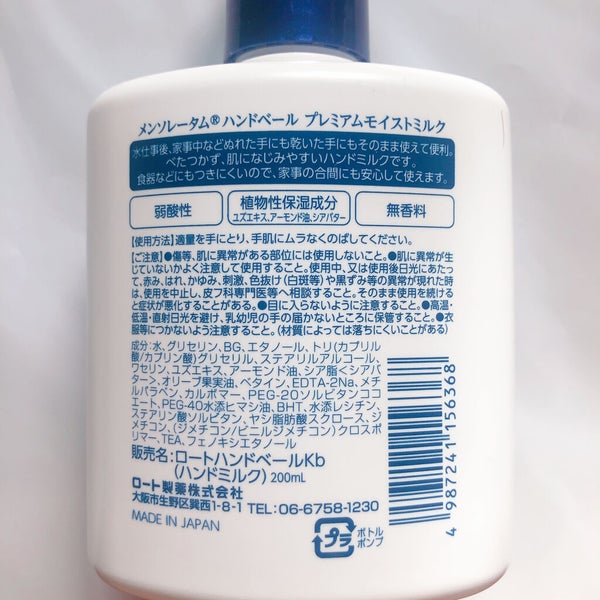 メンソレータム®ハンドベール プレミアムモイストミルク
水仕事後、家事中などぬれた手にも乾いた手にもそのまま使えて便利。
べたつかず、肌になじみやすいハンドミルクです。
食器などにもつきにくいので、家事の合間にも安心して使えます。
弱酸性
植物性保湿成分
ユズエキス、アーモンド油、シアバター
無香料
【使用方法】適量を手にとり、手肌にムラなくのばしてください。
【ご注意】●傷等、肌に異常がある部位には使用しないこと。●肌に異常が生
じていないかよく注意して使用すること。使用中、又は使用後日光にあたっ
て、赤み、はれ、かゆみ、刺激、色抜け(白斑等)や黒ずみ等の異常が現れた時
は、使用を中止し、皮フ科専門医等へ相談すること。そのまま使用を続ける
と症状が悪化することがある。●目に入らないように注意すること。●高温・
低温・直射日光を避け、乳幼児の手の届かないところに保管すること。●衣
服等につかないよう注意すること。(材質によっては落ちにくいことがある)
成分:水、グリセリン、BG、エタノール、トリ(カプリル
酸/カプリン酸)グリセリル、ステアリルアルコール、
ワセリン、ユズエキス、アーモンド油、シア脂<シアバ
ター>、オリーブ果実油、ベタイン、EDTA-2Na、メチ
ルパラベン、カルボマー、PEG-20ソルビタンココ
エート、PEG-40水添ヒマシ油、BHT、水添レシチン、
ステアリン酸ソルビタン、ヤシ脂肪酸スクロース、ジ
メチコン、(ジメチコン/ビニルジメチコン)クロスポ
リマー、TEA、フェノキシエタノール
販売名:ロートハンドベールKb
(ハンドミルク) 200mL
ロート製薬株式会社
大阪市生野区巽西1-8-1 TEL:06-6758-1230
MADE IN JAPAN
プラ
ボトル
ポンプ
4 987241 156368